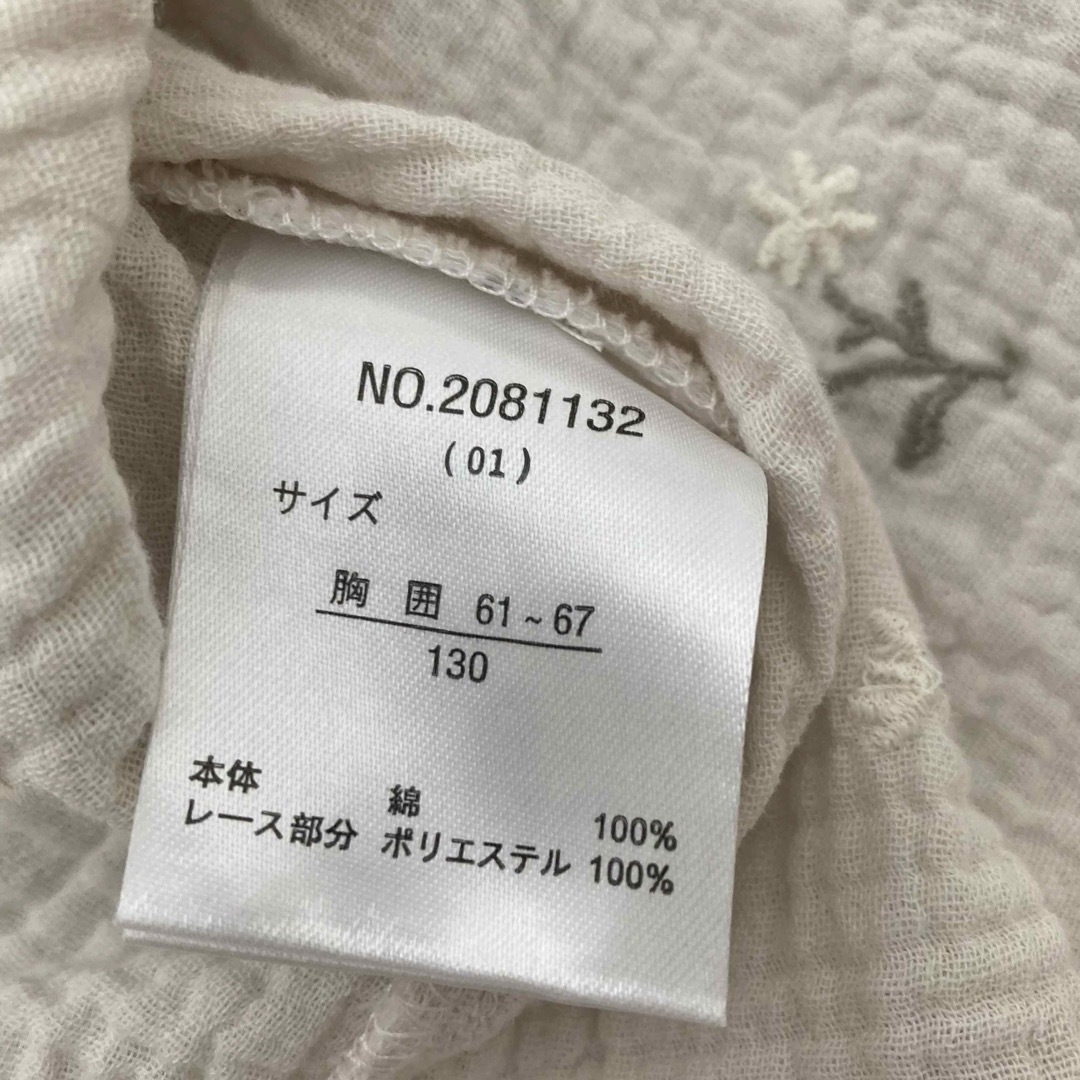 NO.2081132
(01)
サイズ
胸 囲 61~67
130
本体 綿 100%
レース部分 ポリエステル 100%